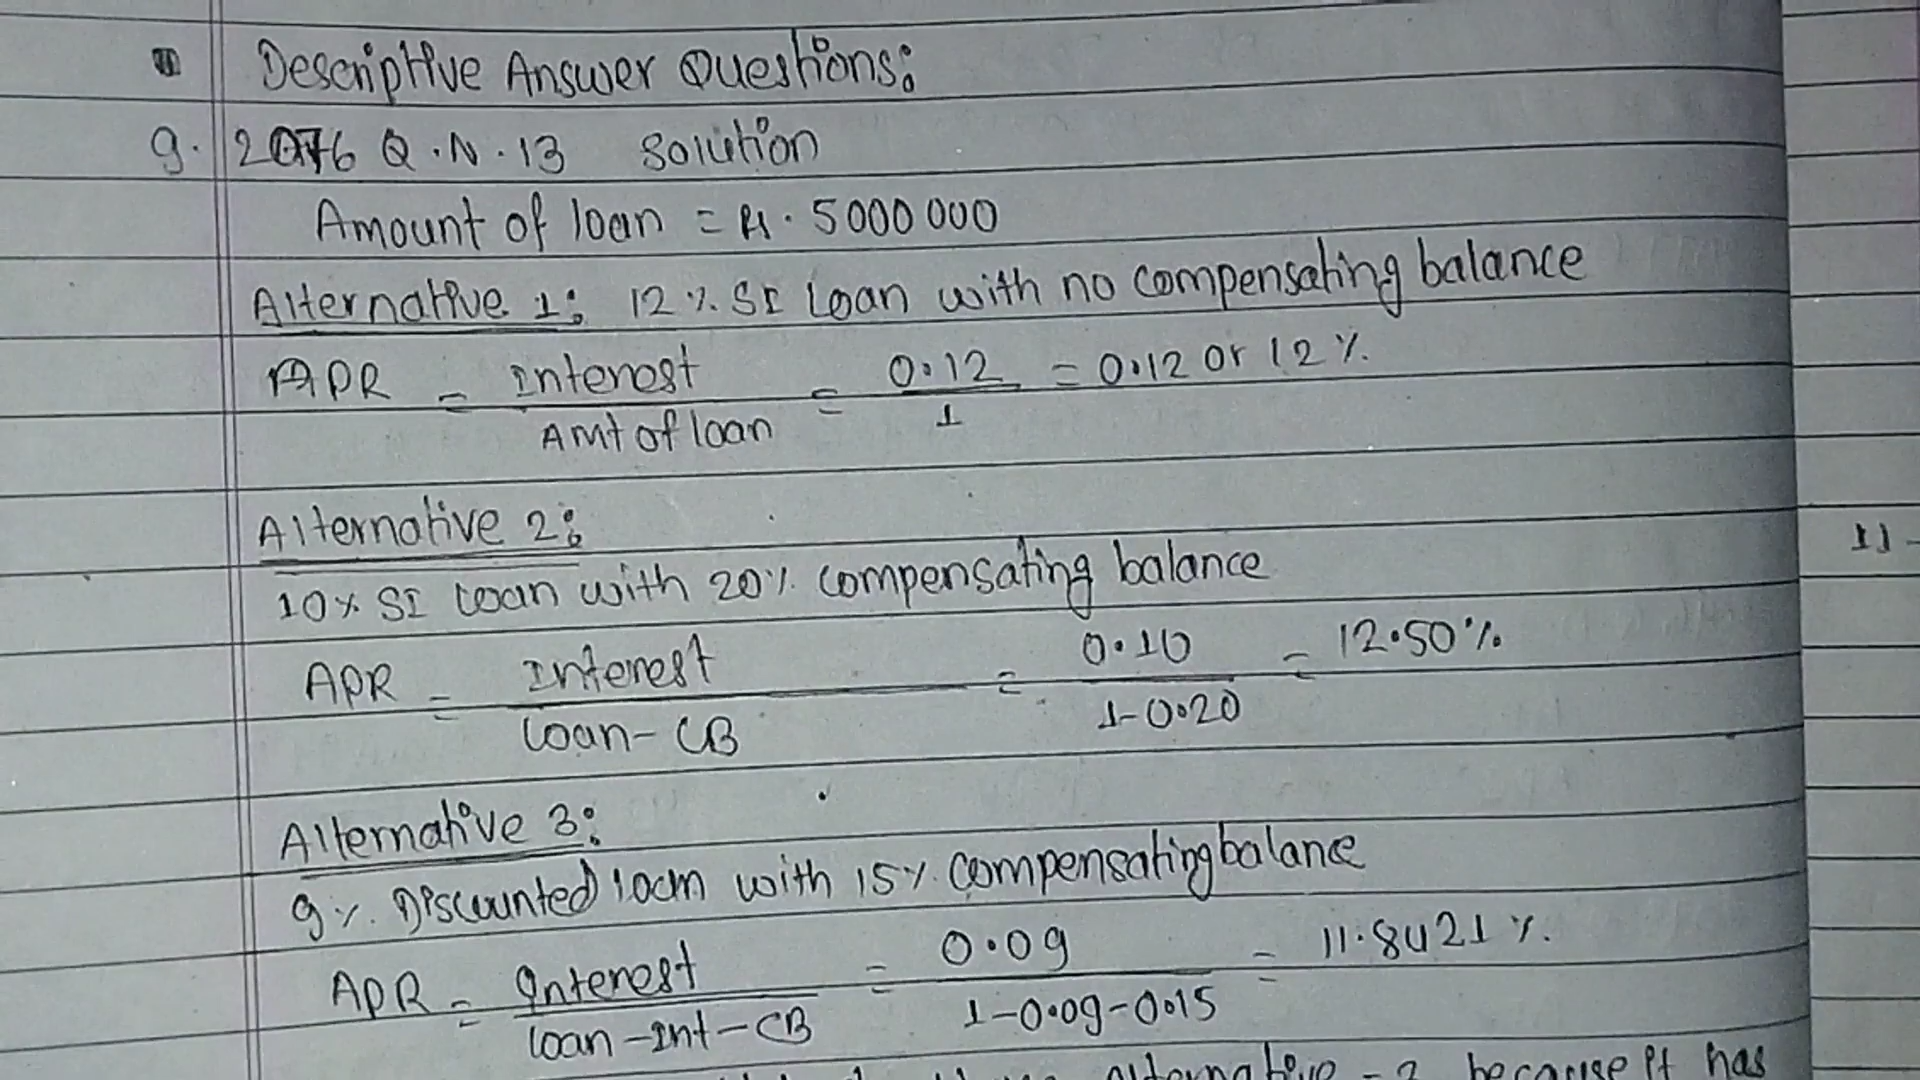 Descriptive Answer Questions:
9. 2076 Q.N.13 Solution
Amount of loan = Rs. 5000 000
Alternative 1: 12% SI Loan with no compensating balance
APR = Interest / Amt of loan = 0.12 / 1 = 0.12 or 12%.
Alternative 2:
11 -
10% SI Loan with 20% compensating balance
APR = Interest / Loan - CB = 0.10 / 1-0.20 = 12.50%
Alternative 3:
9% Discounted loan with 15% compensating balance
APR = Interest / loan - Int - CB = 0.09 / 1-0.09-0.15 = 11.8421%.
because it has